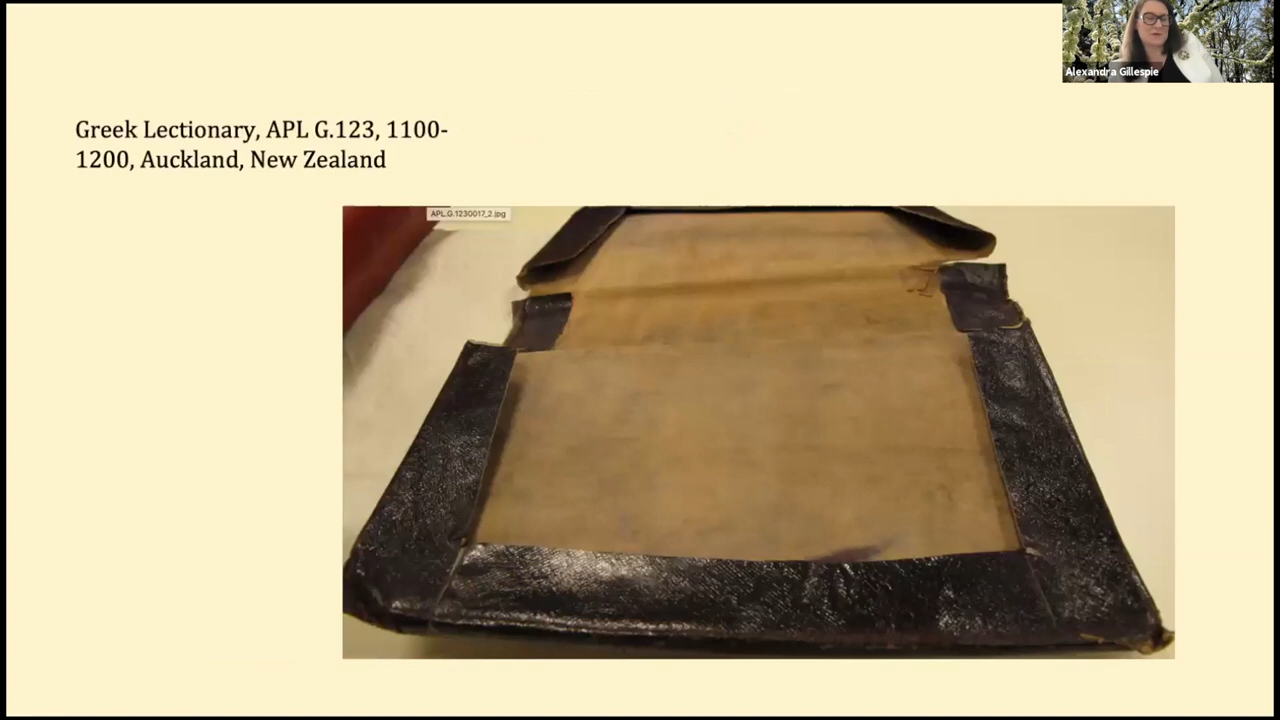 Alexandra Gillespie
Greek Lectionary, APL G.123, 1100-
1200, Auckland, New Zealand
APL.G.1230017_2.jpg